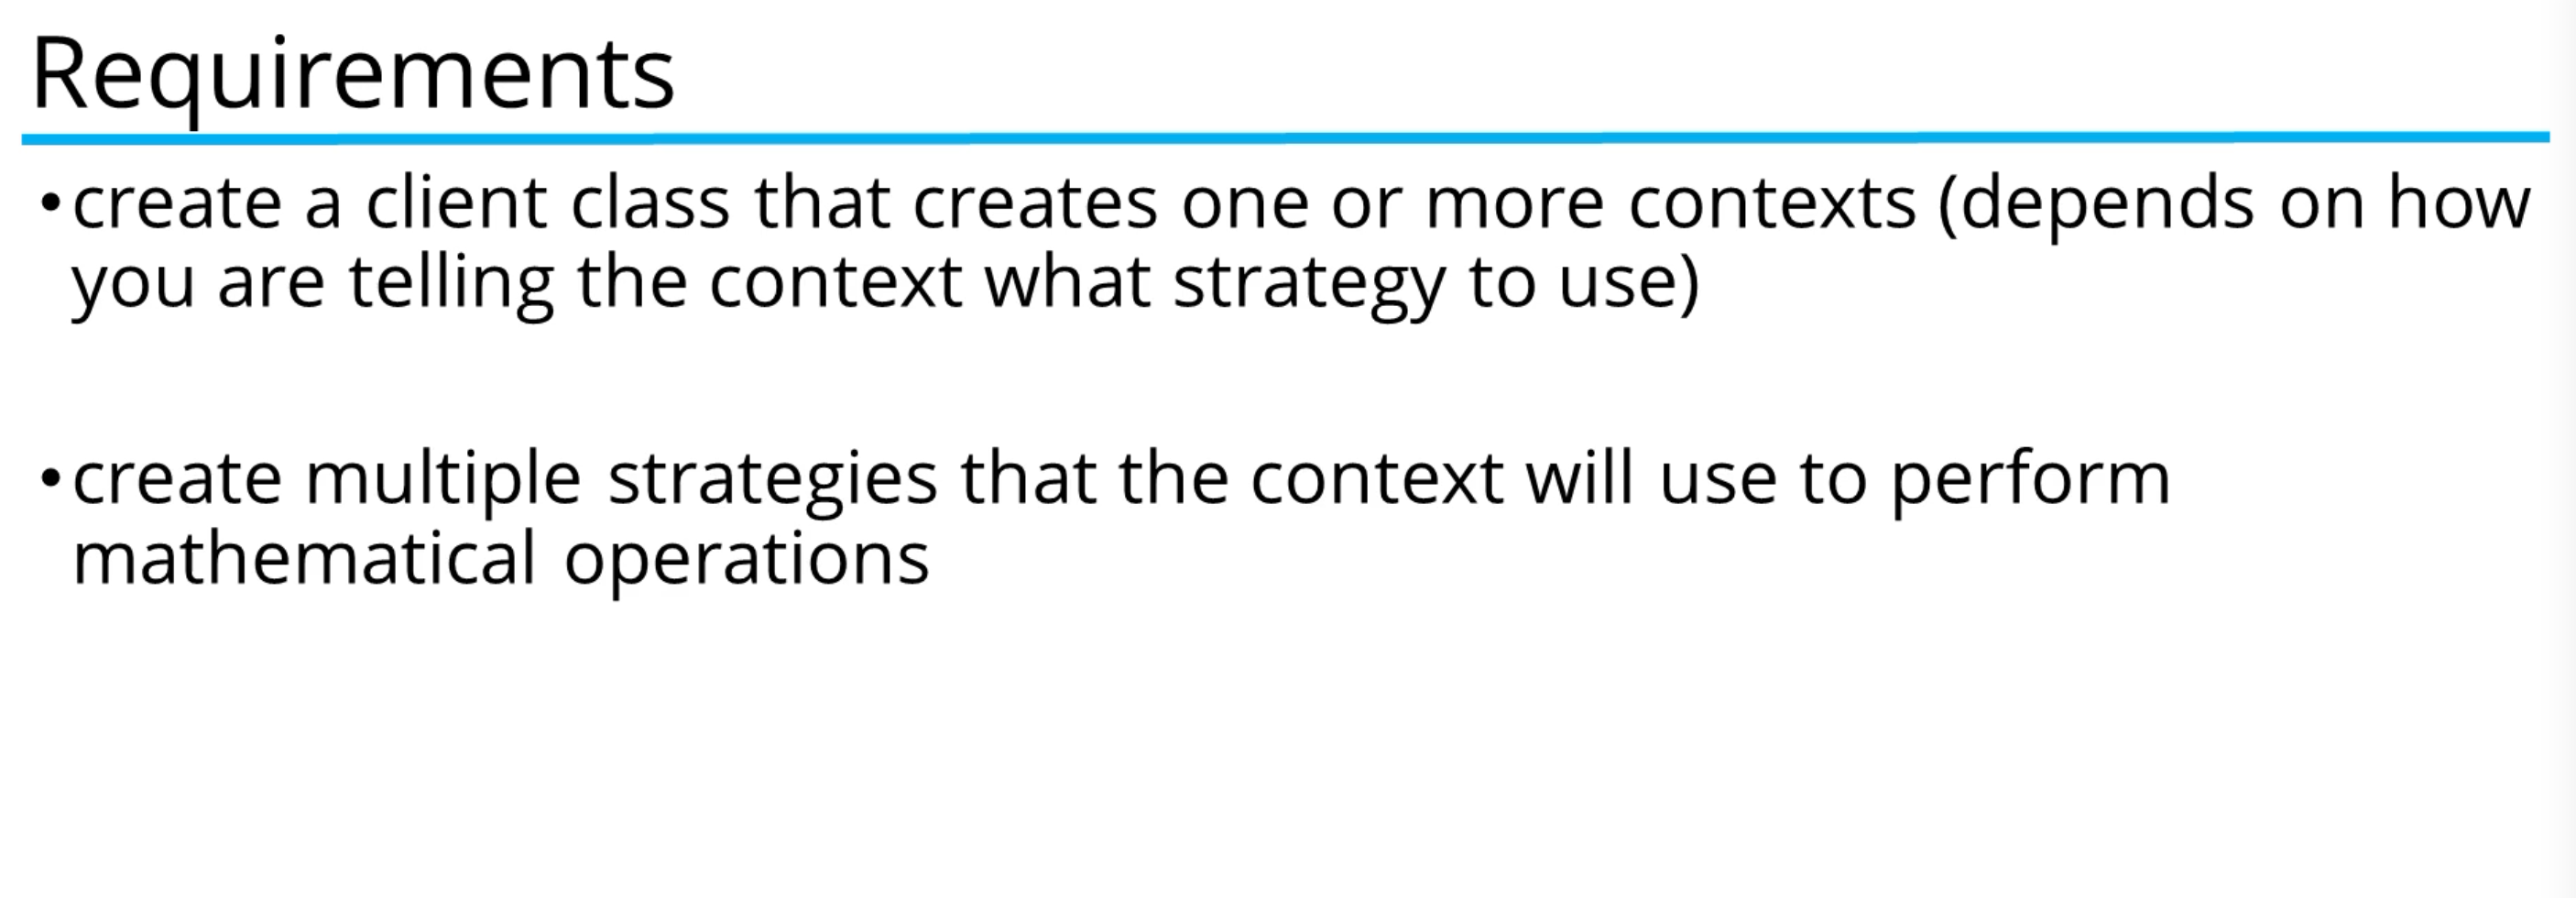 Requirements
•create a client class that creates one or more contexts (depends on how
you are telling the context what strategy to use)
•create multiple strategies that the context will use to perform
mathematical operations